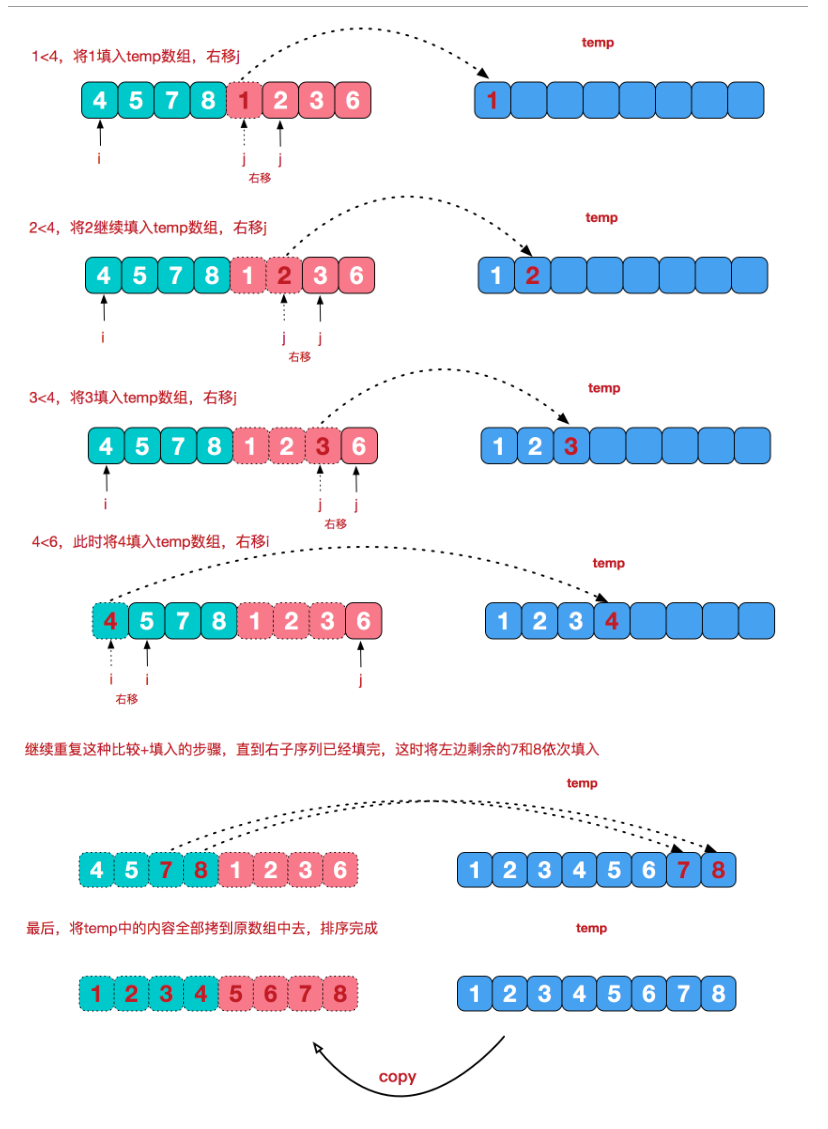 1<4，将1填入temp数组，右移j
temp
4 5 7 8 1 2 3 6
1
i j j
右移
2<4，将2继续填入temp数组，右移j
temp
4 5 7 8 1 2 3 6
1 2
i j j
右移
3<4，将3填入temp数组，右移j
temp
4 5 7 8 1 2 3 6
1 2 3
i j j
右移
4<6，此时将4填入temp数组，右移i
temp
4 5 7 8 1 2 3 6
1 2 3 4
i i j
右移
继续重复这种比较+填入的步骤，直到右子序列已经填完，这时将左边剩余的7和8依次填入
temp
4 5 7 8 1 2 3 6
1 2 3 4 5 6 7 8
最后，将temp中的内容全部拷到原数组中去，排序完成
temp
1 2 3 4 5 6 7 8
1 2 3 4 5 6 7 8
copy